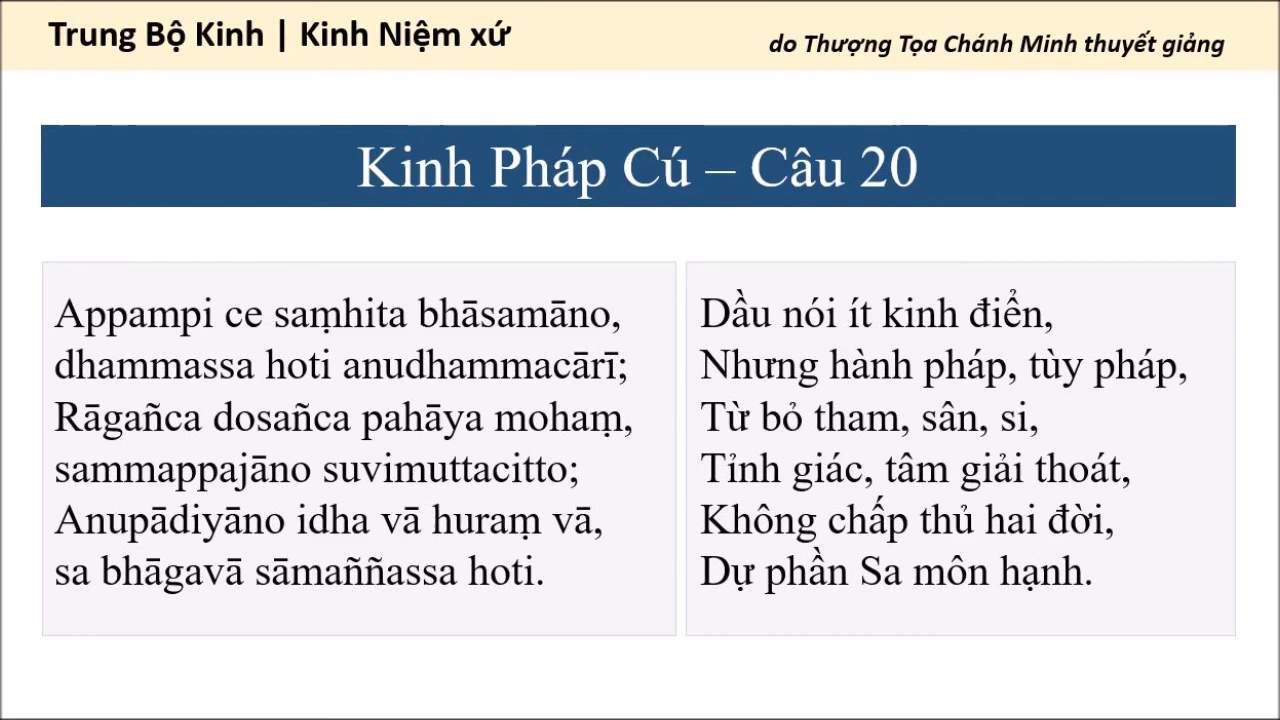 Trung Bộ Kinh | Kinh Niệm xứ
do Thượng Tọa Chánh Minh thuyết giảng
Kinh Pháp Cú – Câu 20
Appampi ce saṃhita bhāsamāno,
dhammassa hoti anudhammacārī;
Rāgañca dosañca pahāya mohaṃ,
sammappajāno suvimuttacitto;
Anupādiyāno idha vā huraṃ vā,
sa bhāgavā sāmaññassa hoti.
Dầu nói ít kinh điển,
Nhưng hành pháp, tùy pháp,
Từ bỏ tham, sân, si,
Tỉnh giác, tâm giải thoát,
Không chấp thủ hai đời,
Dự phần Sa môn hạnh.